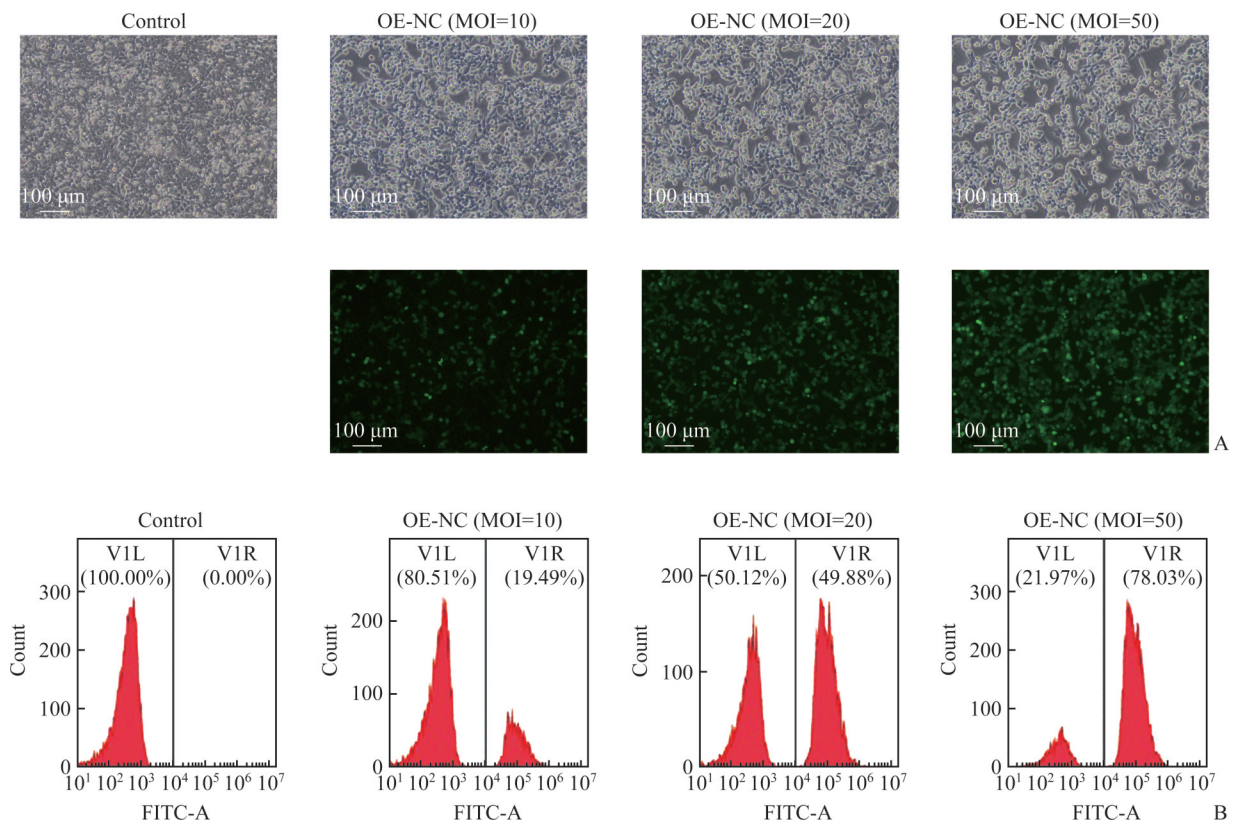 Control
OE-NC (MOI=10)
OE-NC (MOI=20)
OE-NC (MOI=50)
100 μm
100 μm
100 μm
100 μm
100 μm
100 μm
100 μm
A
Control
V1L
(100.00%)
V1R
(0.00%)
300
200
100
0
Count
10¹ 10² 10³ 10⁴ 10⁵ 10⁶ 10⁷
FITC-A
OE-NC (MOI=10)
V1L
(80.51%)
V1R
(19.49%)
200
100
0
Count
10¹ 10² 10³ 10⁴ 10⁵ 10⁶ 10⁷
FITC-A
OE-NC (MOI=20)
V1L
(50.12%)
V1R
(49.88%)
200
100
0
Count
10¹ 10² 10³ 10⁴ 10⁵ 10⁶ 10⁷
FITC-A
OE-NC (MOI=50)
V1L
(21.97%)
V1R
(78.03%)
300
200
100
0
Count
10¹ 10² 10³ 10⁴ 10⁵ 10⁶ 10⁷
FITC-A
B